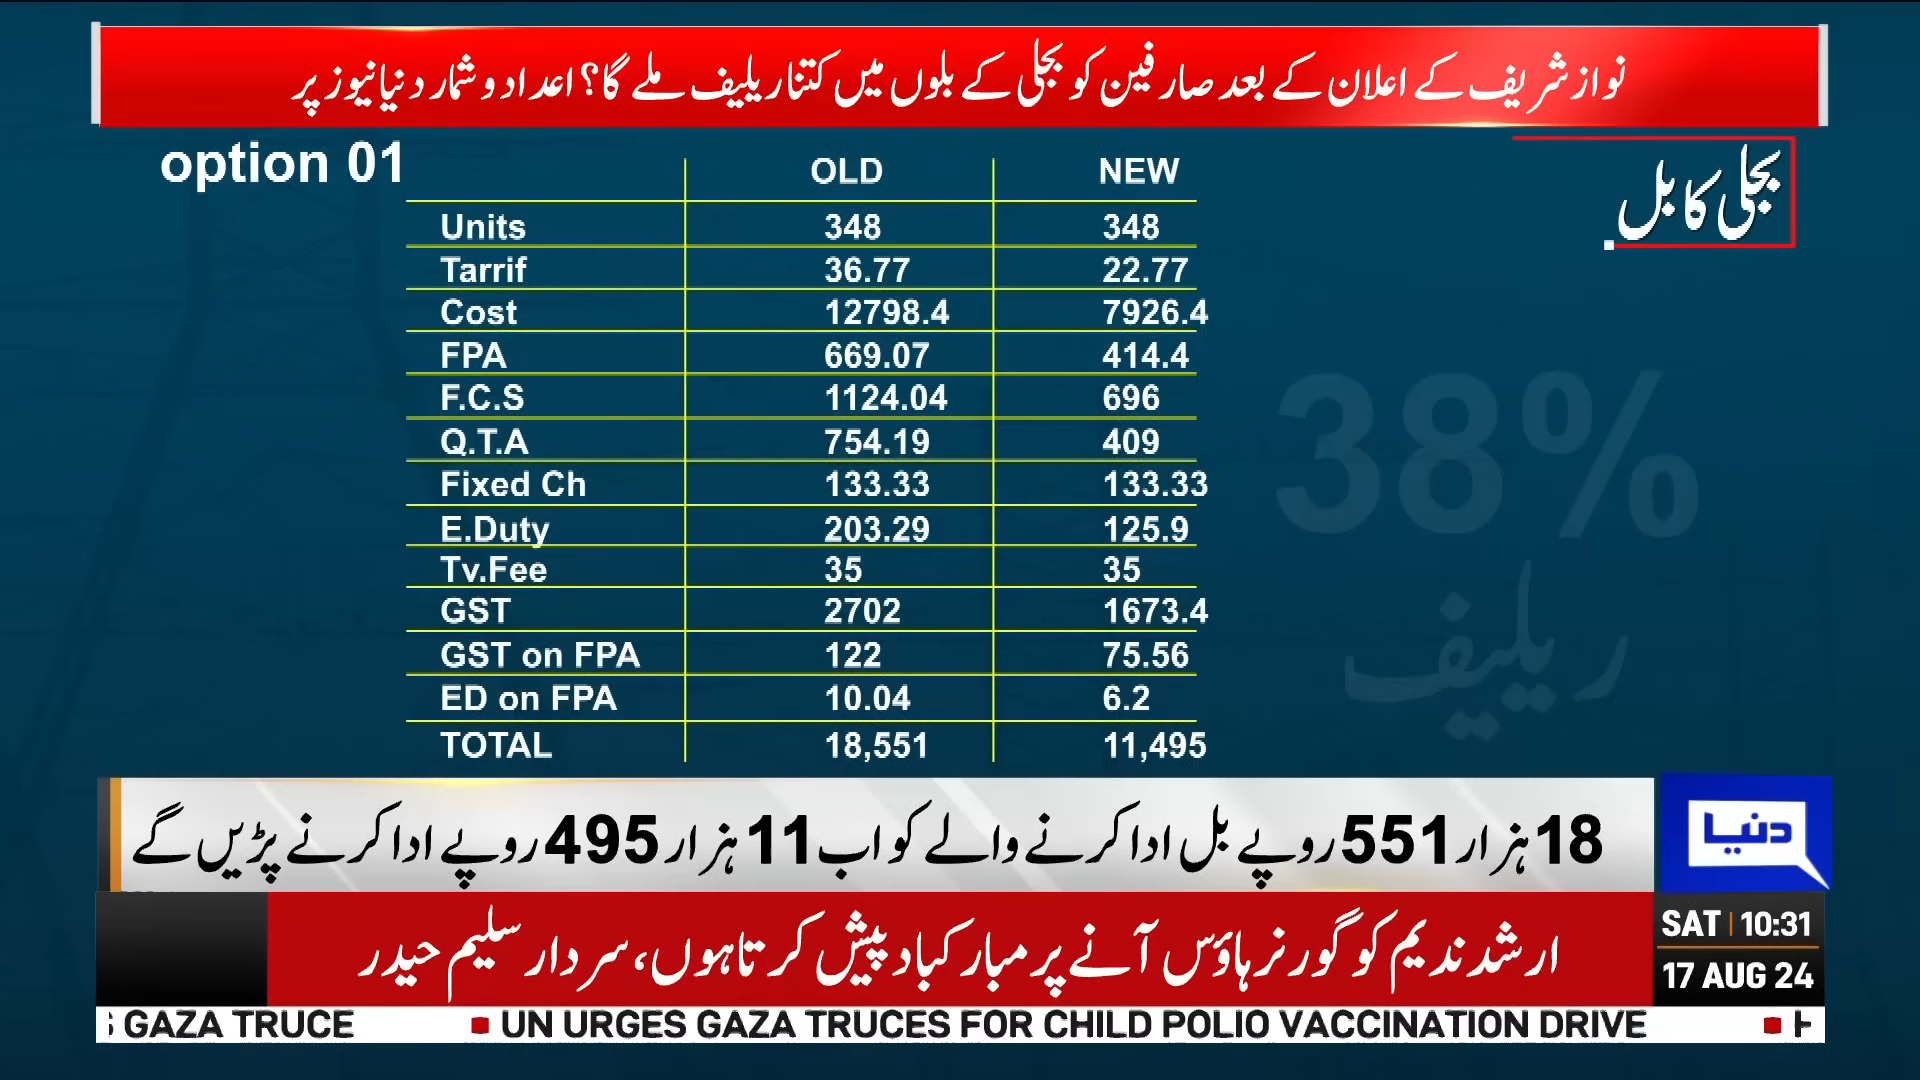 نواز شریف کے اعلان کے بعد صارفین کو بجلی کے بلوں میں کتنا ریلیف ملے گا؟ اعداد و شمار دنیا نیوز پر
option 01
بجلی کا بل
OLD NEW
Units 348 348
Tarrif 36.77 22.77
Cost 12798.4 7926.4
FPA 669.07 414.4
F.C.S 1124.04 696
Q.T.A 754.19 409
Fixed Ch 133.33 133.33
E.Duty 203.29 125.9
Tv.Fee 35 35
GST 2702 1673.4
GST on FPA 122 75.56
ED on FPA 10.04 6.2
TOTAL 18,551 11,495
38%
ریلیف
18 ہزار 551 روپے بل ادا کرنے والے کو اب 11 ہزار 495 روپے ادا کرنے پڑیں گے
دنیا
ارشد ندیم کو گورنر ہاؤس آنے پر مبارکباد پیش کرتا ہوں، سردار سلیم حیدر
SAT 10:31
17 AUG 24
GAZA TRUCE UN URGES GAZA TRUCES FOR CHILD POLIO VACCINATION DRIVE